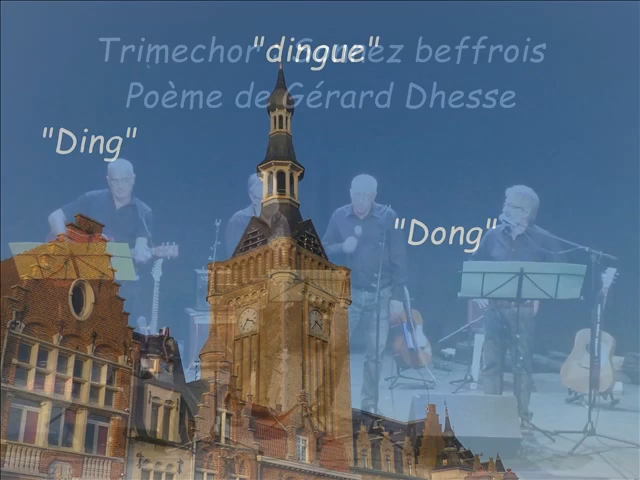 Trimechor "dingue" beffrois
Poème de Gérard Dhesse
"Ding"
"Dong"